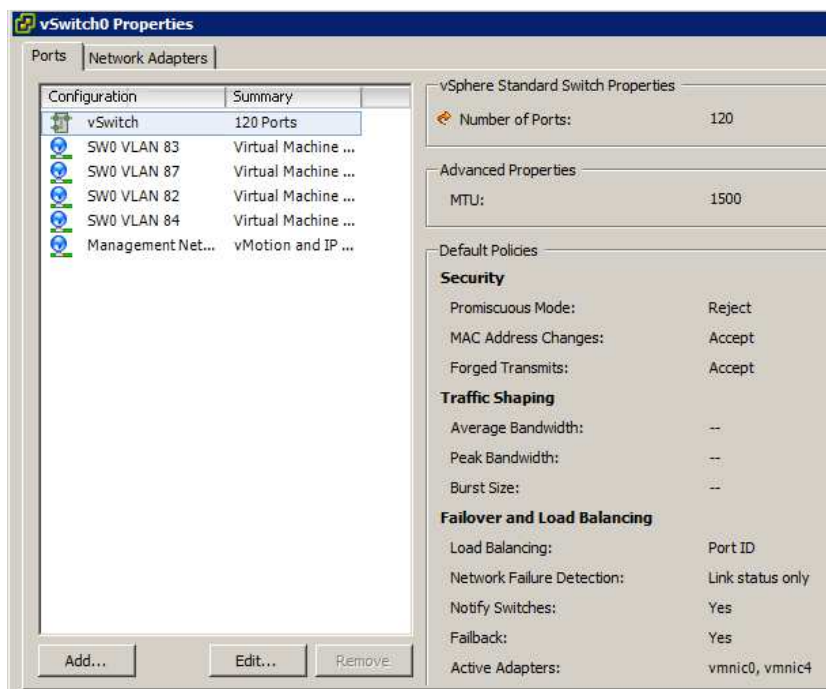 vSwitch0 Properties
Ports Network Adapters
Configuration Summary
vSwitch 120 Ports
SW0 VLAN 83 Virtual Machine ...
SW0 VLAN 87 Virtual Machine ...
SW0 VLAN 82 Virtual Machine ...
SW0 VLAN 84 Virtual Machine ...
Management Net... vMotion and IP ...
Add... Edit... Remove
vSphere Standard Switch Properties
Number of Ports: 120
Advanced Properties
MTU: 1500
Default Policies
Security
Promiscuous Mode: Reject
MAC Address Changes: Accept
Forged Transmits: Accept
Traffic Shaping
Average Bandwidth: --
Peak Bandwidth: --
Burst Size: --
Failover and Load Balancing
Load Balancing: Port ID
Network Failure Detection: Link status only
Notify Switches: Yes
Failback: Yes
Active Adapters: vmnic0, vmnic4